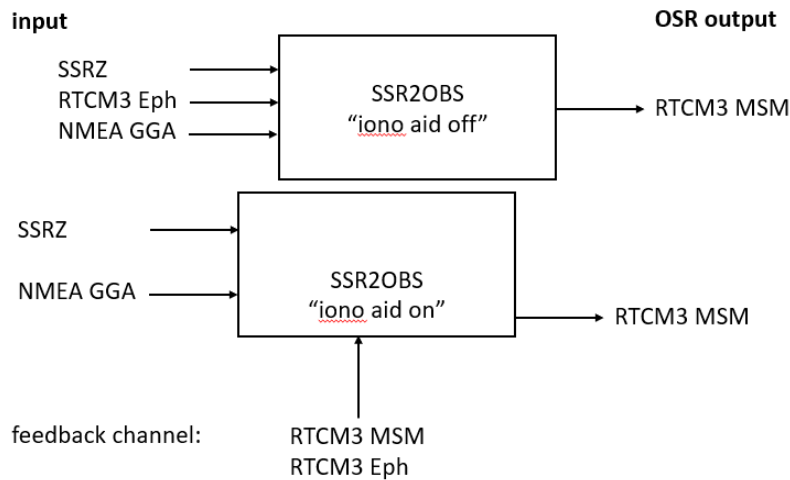 input
OSR output
SSRZ
RTCM3 Eph
NMEA GGA
SSR2OBS
“iono aid off”
RTCM3 MSM
SSRZ
NMEA GGA
SSR2OBS
“iono aid on”
RTCM3 MSM
feedback channel:
RTCM3 MSM
RTCM3 Eph